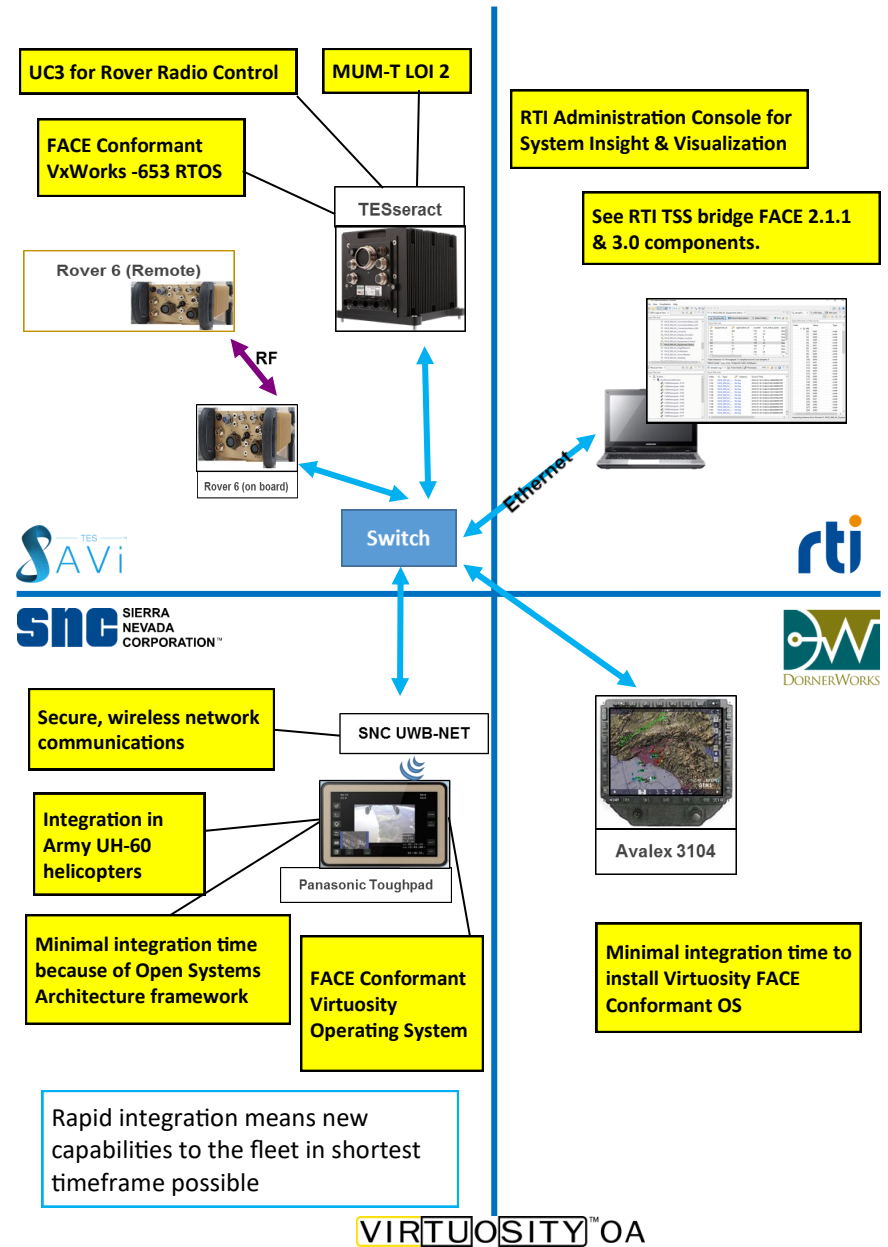 UC3 for Rover Radio Control
MUM-T LOI 2
FACE Conformant
VxWorks -653 RTOS
TESseract
Rover 6 (Remote)
RF
Rover 6 (on board)
RTI Administration Console for
System Insight & Visualization
See RTI TSS bridge FACE 2.1.1
& 3.0 components.
Ethernet
Switch
TES
SAVi
rti
snc SIERRA
NEVADA
CORPORATION™
DW
DORNERWORKS
Secure, wireless network
communications
SNC UWB-NET
Integration in
Army UH-60
helicopters
Panasonic Toughpad
Minimal integration time
because of Open Systems
Architecture framework
FACE Conformant
Virtuosity
Operating System
Avalex 3104
Minimal integration time to
install Virtuosity FACE
Conformant OS
Rapid integration means new
capabilities to the fleet in shortest
timeframe possible
VIRTUOSITY™OA